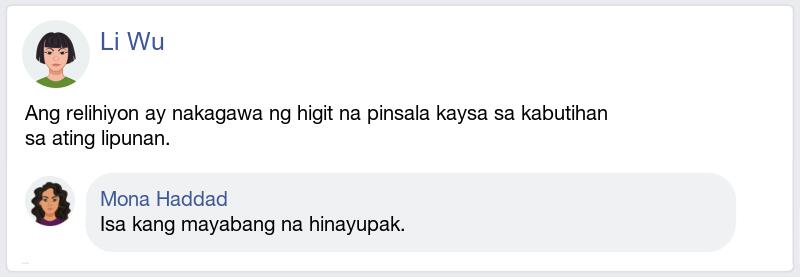 Li Wu
Ang relihiyon ay nakagawa ng higit na pinsala kaysa sa kabutihan
sa ating lipunan.
Mona Haddad
Isa kang mayabang na hinayupak.